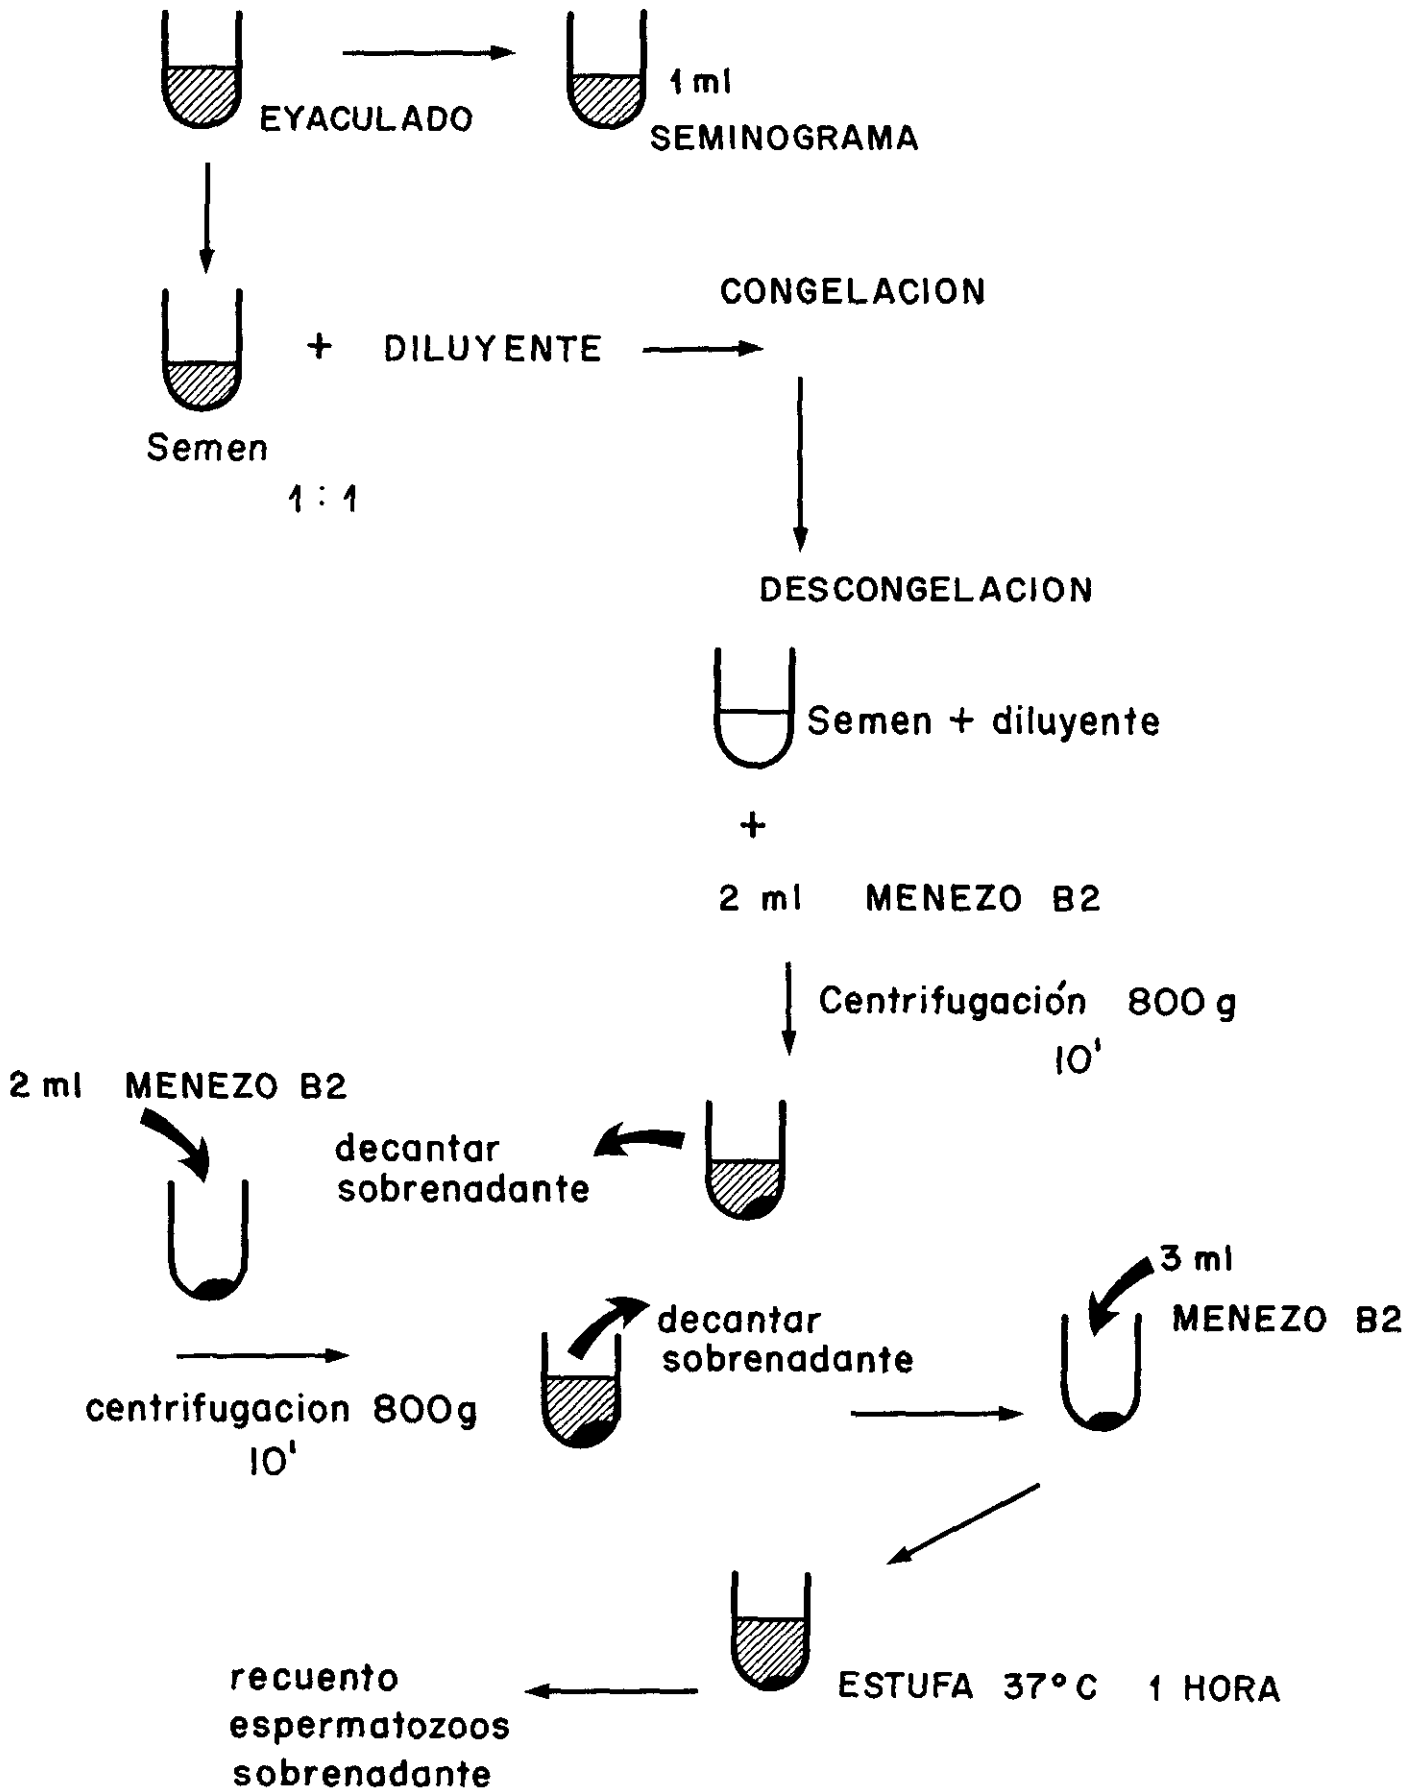 1 ml
EYACULADO
SEMINOGRAMA
CONGELACION
+ DILUYENTE
Semen
1 : 1
DESCONGELACION
Semen + diluyente
+
2 ml MENEZO B2
Centrifugación 800 g
10'
2 ml MENEZO B2
decantar
sobrenadante
3 ml
MENEZO B2
decantar
sobrenadante
centrifugacion 800 g
10'
ESTUFA 37° C 1 HORA
recuento
espermatozoos
sobrenadante